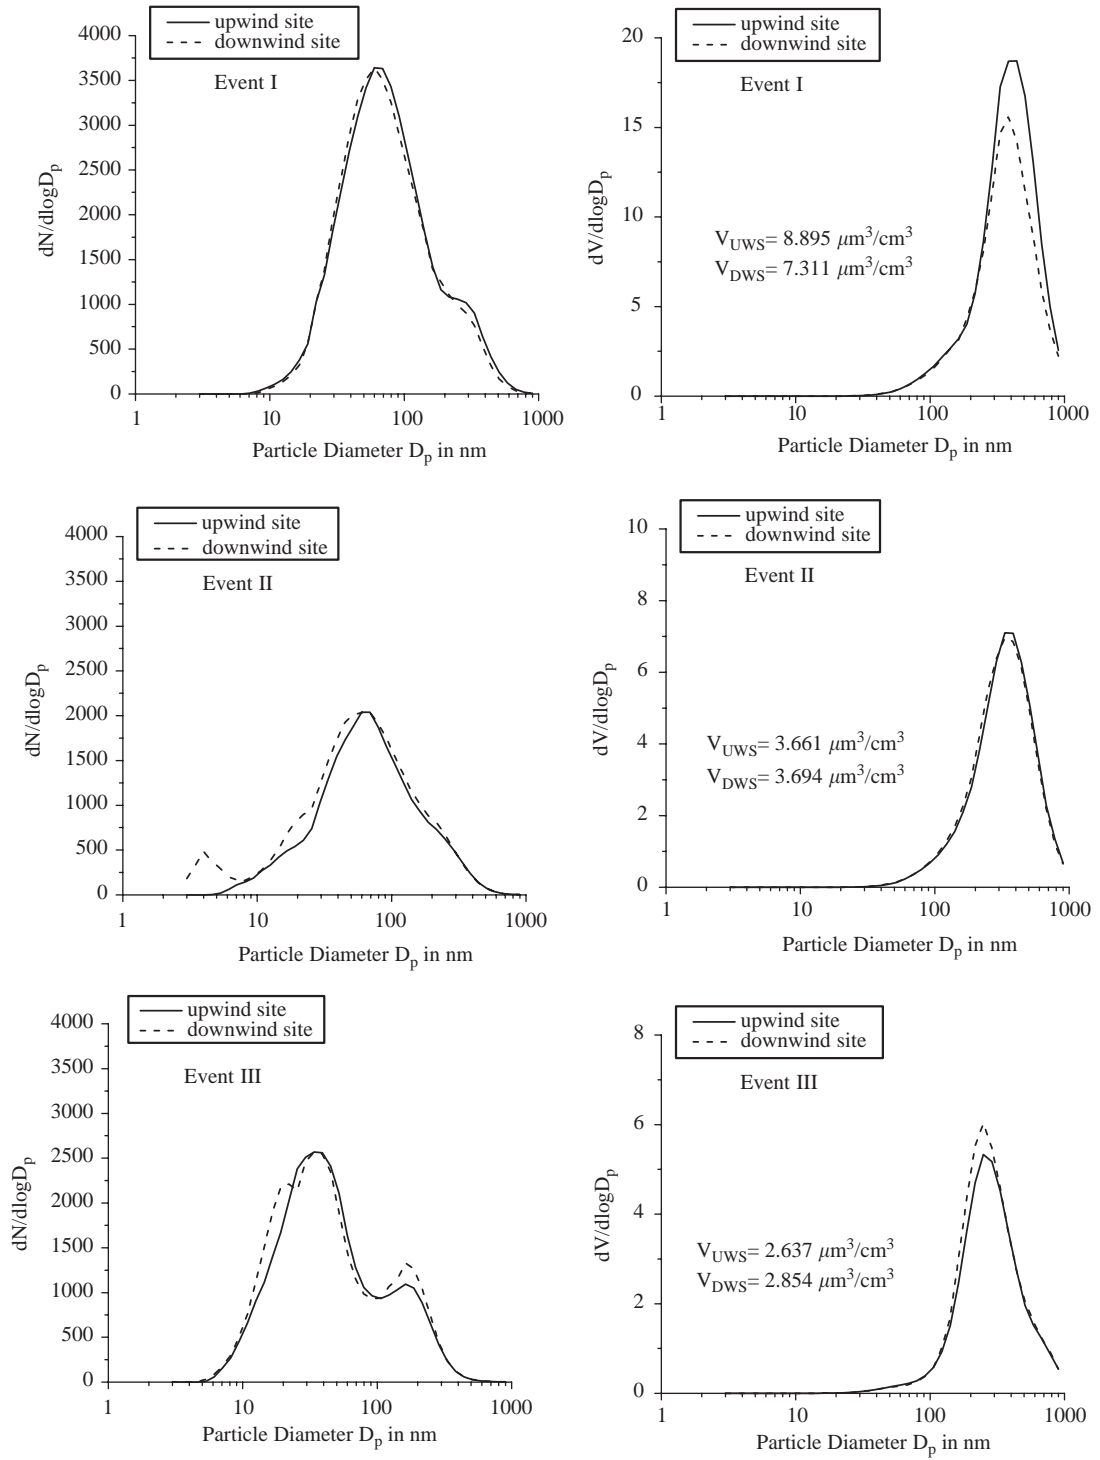 upwind site
downwind site
Event I
4000
3500
3000
2500
2000
1500
1000
500
0
dN/dlogDp
1 10 100 1000
Particle Diameter Dp in nm
upwind site
downwind site
Event I
20
15
10
5
0
dV/dlogDp
VUWS= 8.895 μm³/cm³
VDWS= 7.311 μm³/cm³
1 10 100 1000
Particle Diameter Dp in nm
upwind site
downwind site
Event II
4000
3500
3000
2500
2000
1500
1000
500
0
dN/dlogDp
1 10 100 1000
Particle Diameter Dp in nm
upwind site
downwind site
Event II
10
8
6
4
2
0
dV/dlogDp
VUWS= 3.661 μm³/cm³
VDWS= 3.694 μm³/cm³
1 10 100 1000
Particle Diameter Dp in nm
upwind site
downwind site
Event III
4000
3500
3000
2500
2000
1500
1000
500
0
dN/dlogDp
1 10 100 1000
Particle Diameter Dp in nm
upwind site
downwind site
Event III
8
6
4
2
0
dV/dlogDp
VUWS= 2.637 μm³/cm³
VDWS= 2.854 μm³/cm³
1 10 100 1000
Particle Diameter Dp in nm